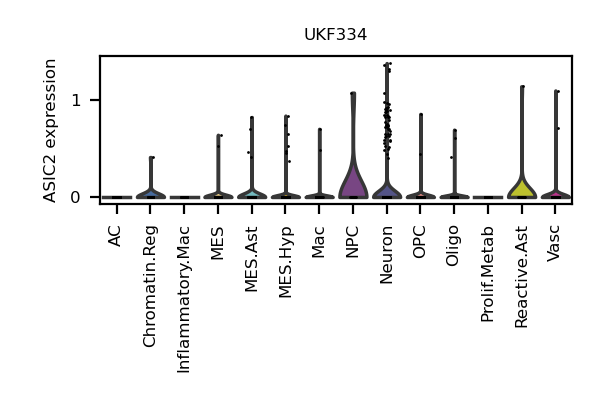 UKF334
ASIC2 expression
1
0
AC
Chromatin.Reg
Inflammatory.Mac
MES
MES.Ast
MES.Hyp
Mac
NPC
Neuron
OPC
Oligo
Prolif.Metab
Reactive.Ast
Vasc